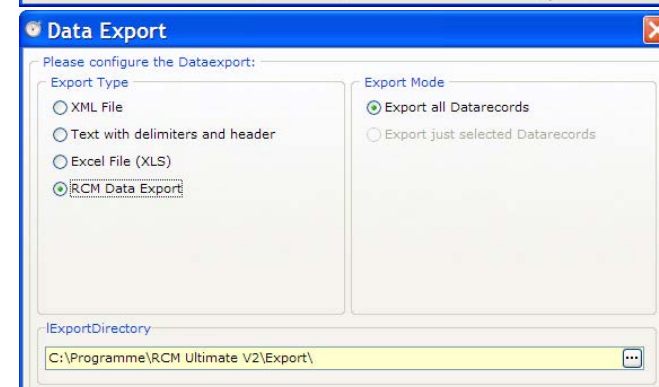 Data Export
Please configure the Dataexport:
Export Type
XML File
Text with delimiters and header
Excel File (XLS)
RCM Data Export
Export Mode
Export all Datarecords
Export just selected Datarecords
lExportDirectory
C:\Programme\RCM Ultimate V2\Export\
...